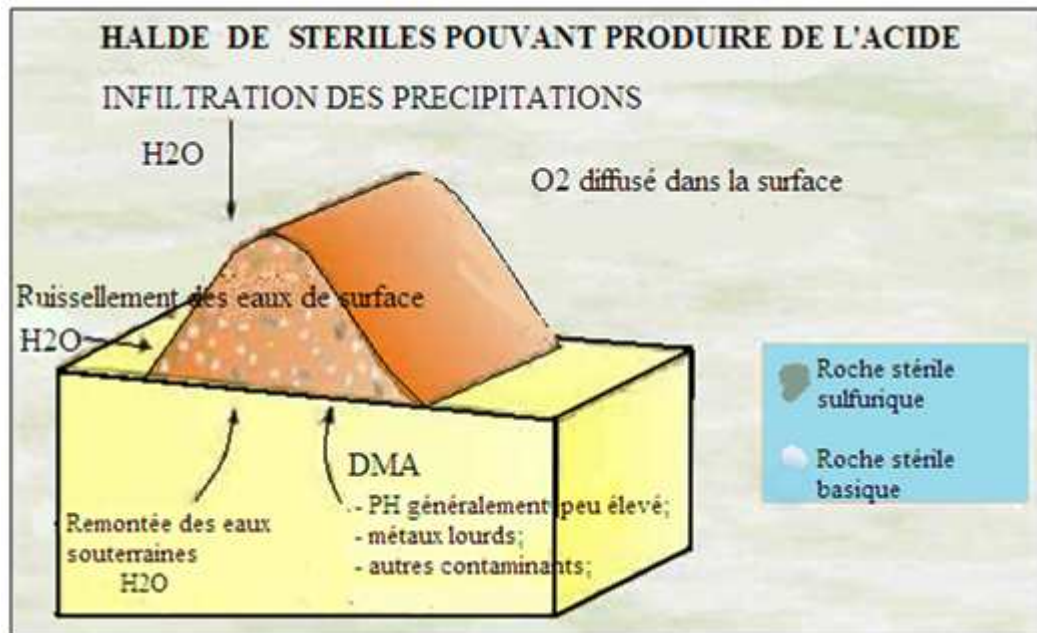 HALDE DE STERILES POUVANT PRODUIRE DE L'ACIDE
INFILTRATION DES PRECIPITATIONS
H2O
O2 diffusé dans la surface
Ruissellement des eaux de surface
H2O
Roche stérile
sulfurique
Roche stérile
basique
DMA
- PH généralement peu élevé;
- métaux lourds;
- autres contaminants;
Remontée des eaux
souterraines
H2O